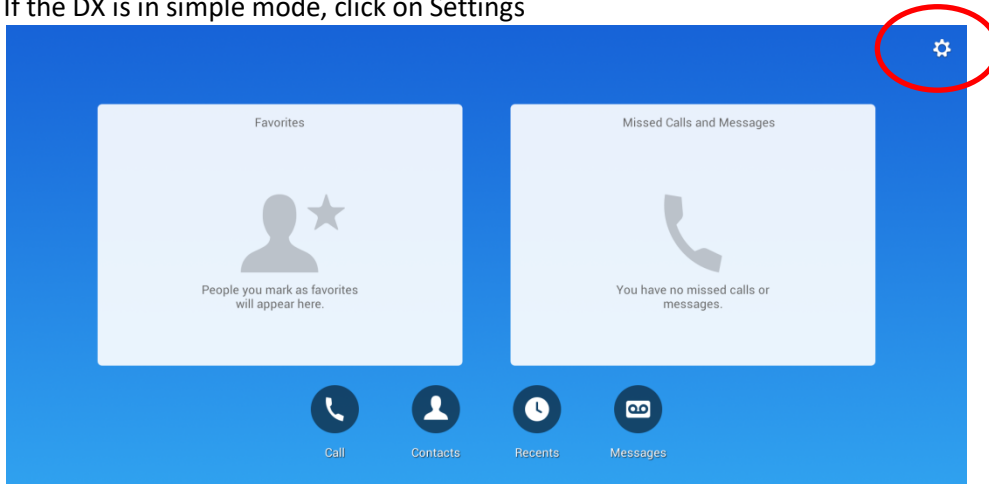 If the DX is in simple mode, click on Settings
Favorites
People you mark as favorites
will appear here.
Missed Calls and Messages
You have no missed calls or
messages.
Call
Contacts
Recents
Messages